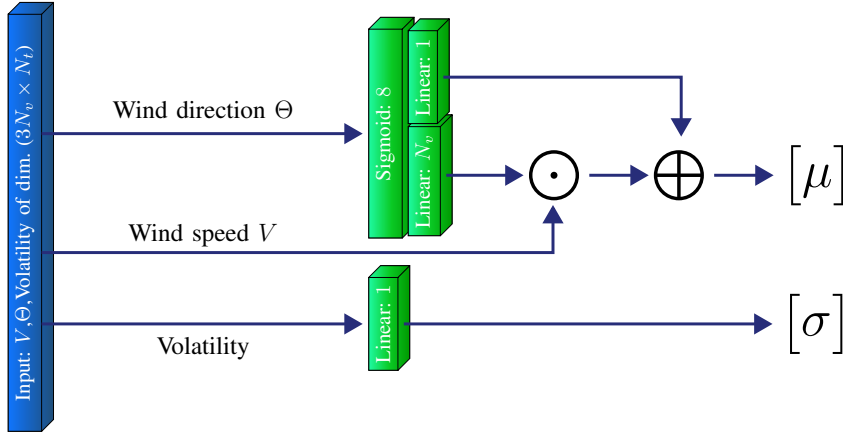 Input: V,Θ,Volatility of dim. (3N_v × N_t)
Wind direction Θ
Sigmoid: 8
Linear: 1
Linear: N_v
Wind speed V
Volatility
Linear: 1
[μ]
[σ]